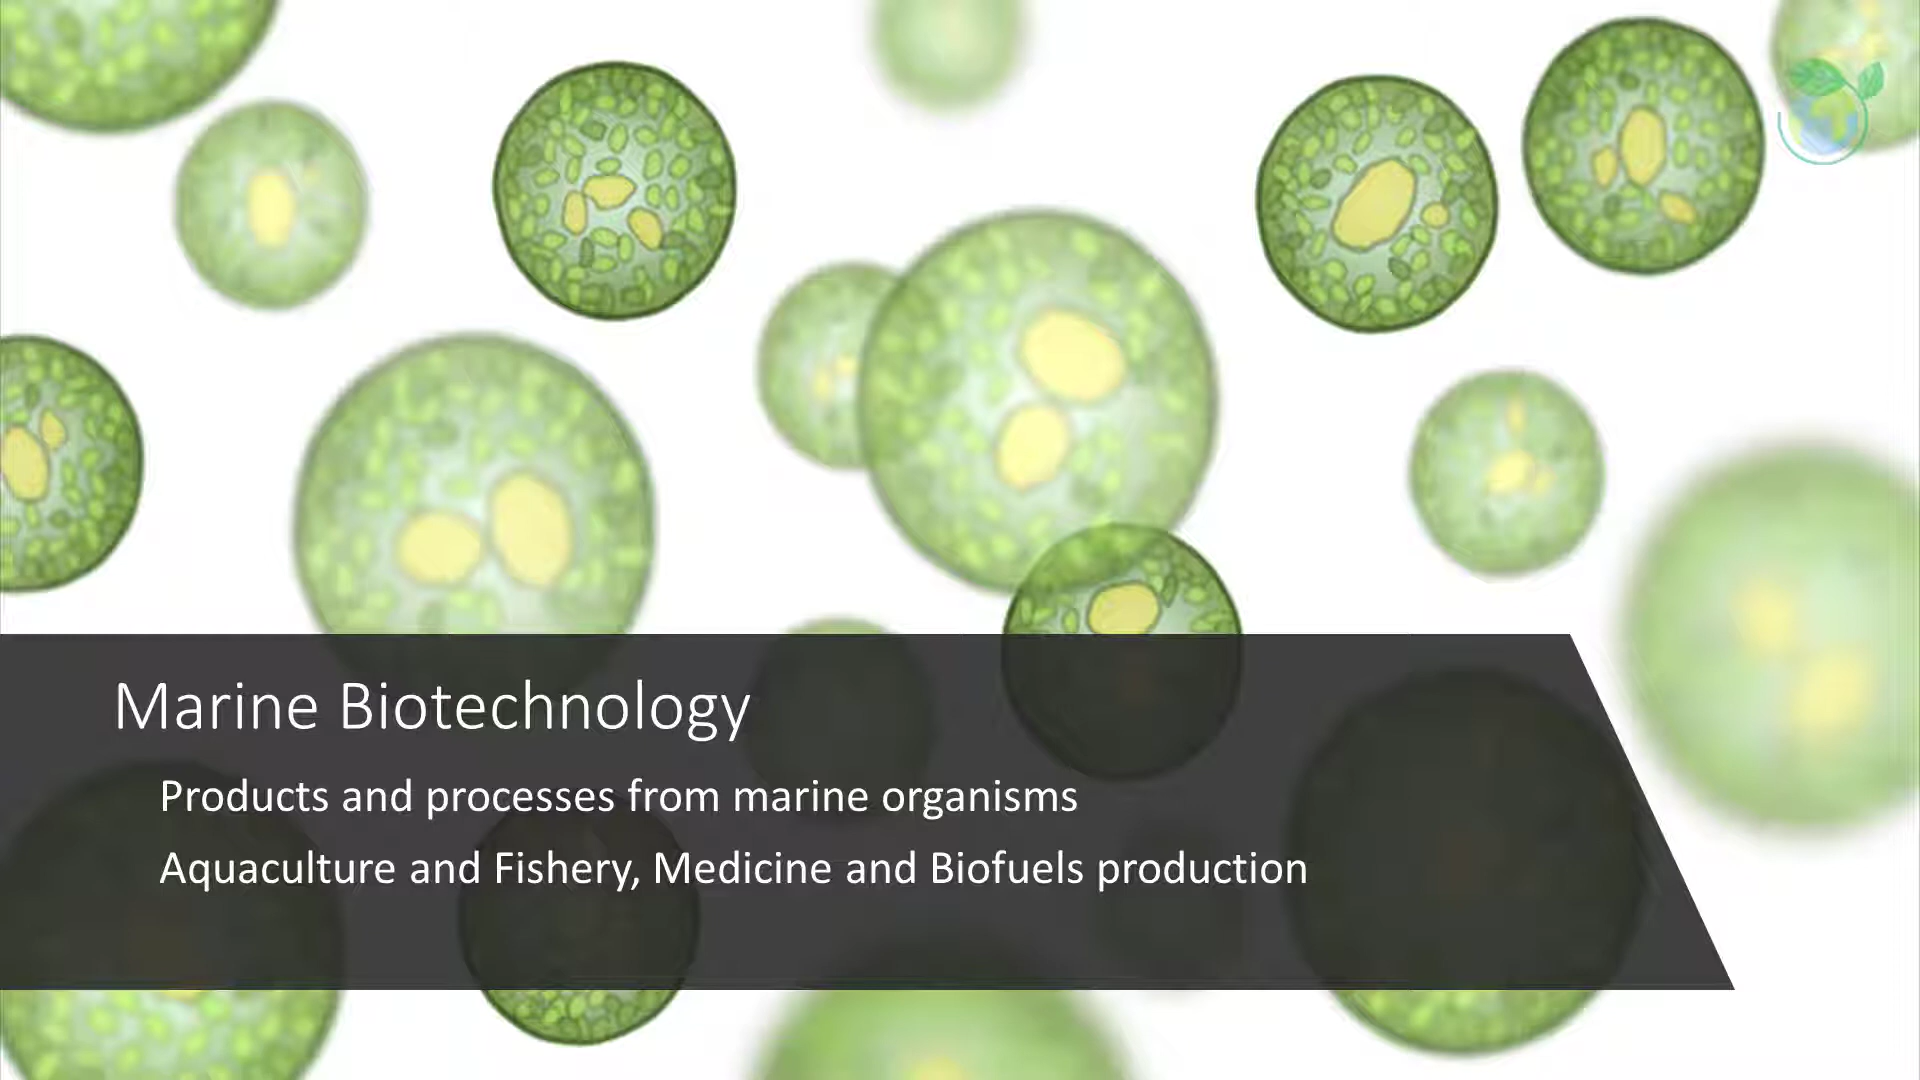 Marine Biotechnology
Products and processes from marine organisms
Aquaculture and Fishery, Medicine and Biofuels production